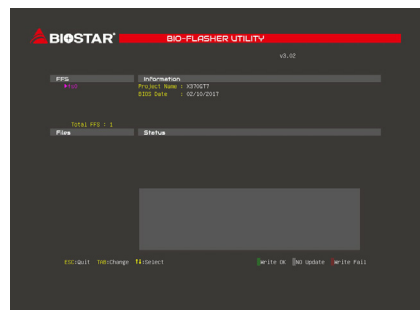 BIOSTAR BIO-FLASHER UTILITY
v3.02
FFS Information
Project Name : X370GT7
BIOS Date : 02/10/2017
Total FFS : 1
Files Status
ESC:Quit TAB:Change ↑↓:Select Write OK NO Update Write Fail